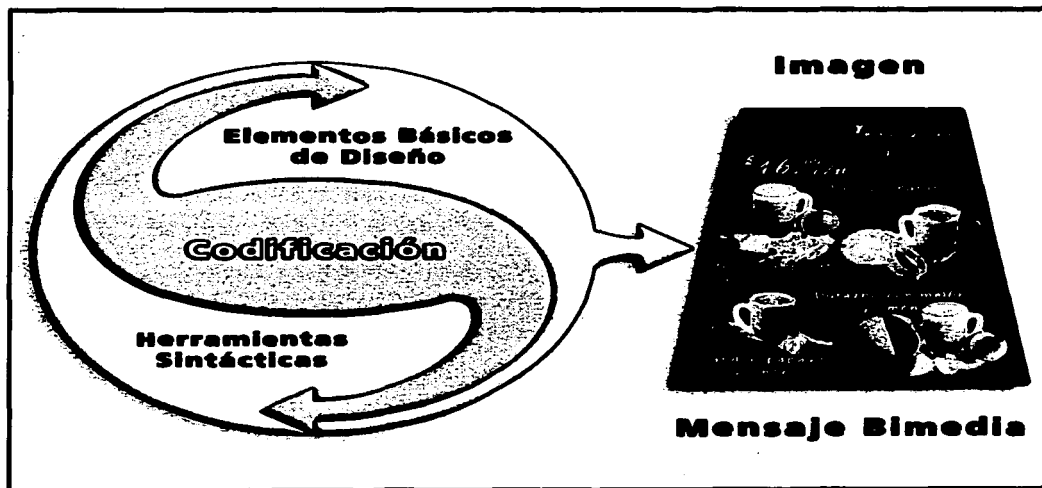 Imagen
Elementos Básicos
de Diseño
Codificación
Herramientas
Sintácticas
Mensaje Bimedia